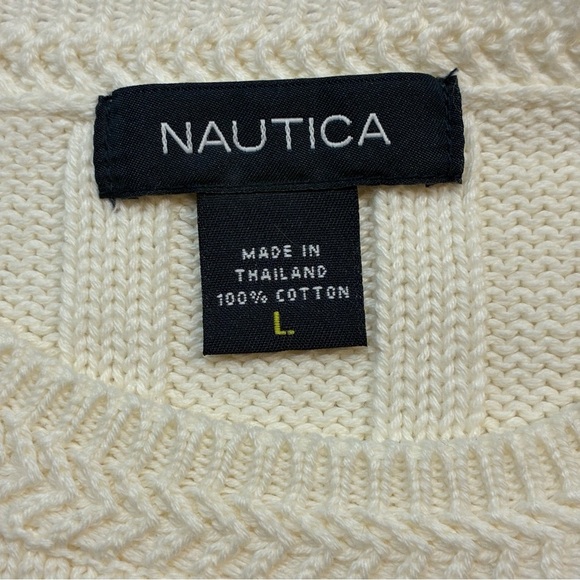 NAUTICA
MADE IN
THAILAND
100% COTTON
L